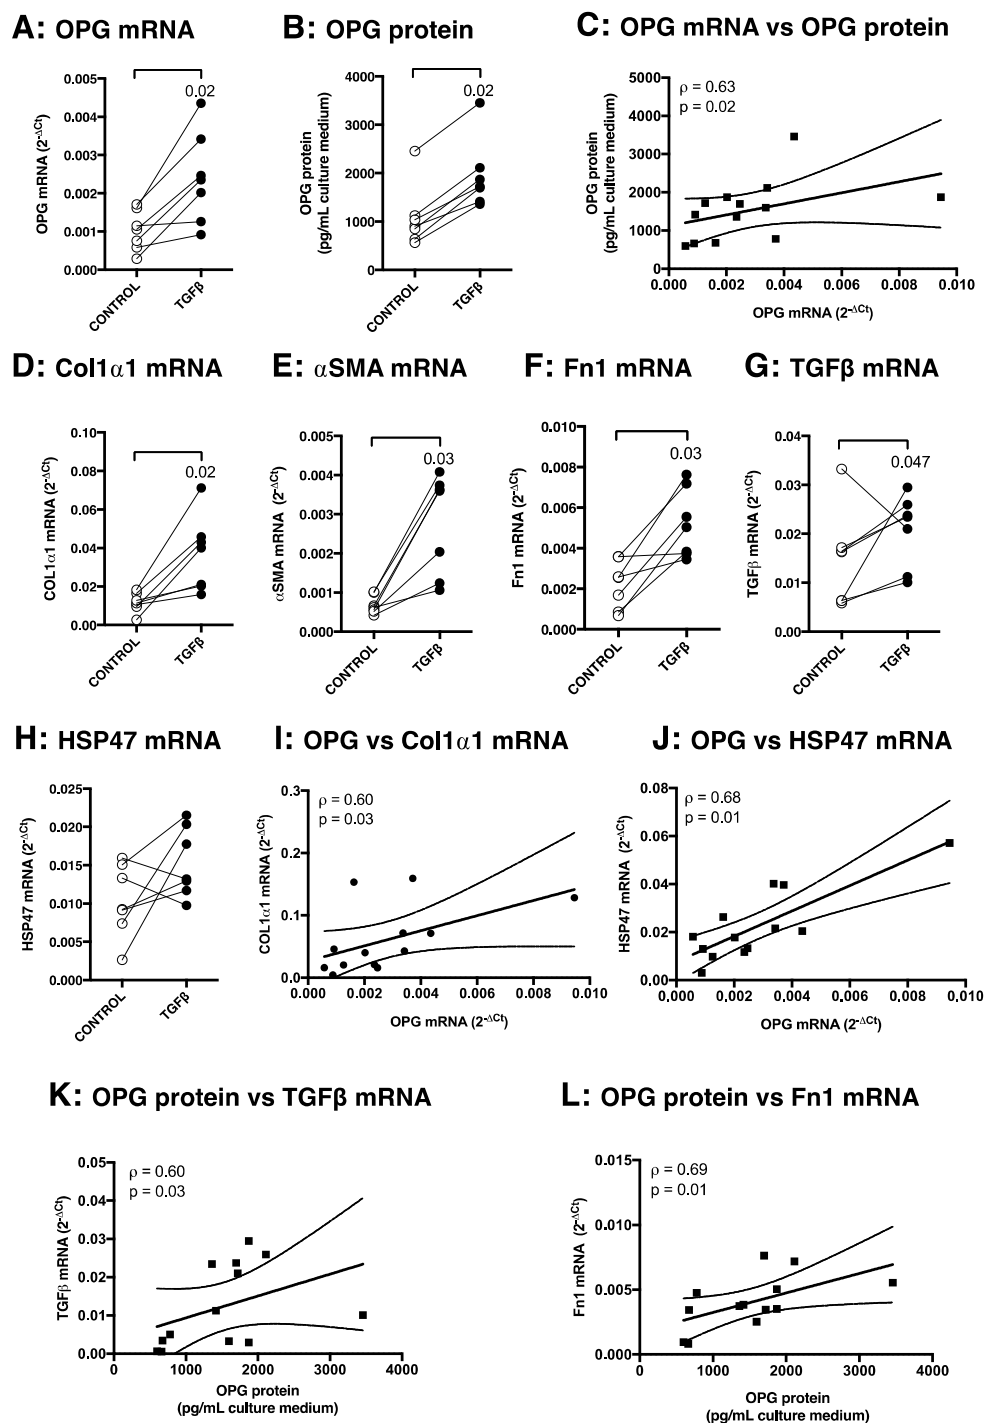 A: OPG mRNA
B: OPG protein
C: OPG mRNA vs OPG protein
OPG mRNA (2-ΔCt)
0.005
0.004
0.003
0.002
0.001
0.000
0.02
CONTROL
TGFβ
OPG protein
(pg/mL culture medium)
4000
3000
2000
1000
0
0.02
CONTROL
TGFβ
OPG protein
(pg/mL culture medium)
5000
4000
3000
2000
1000
0
ρ = 0.63
p = 0.02
0.000 0.002 0.004 0.006 0.008 0.010
OPG mRNA (2-ΔCt)
D: Col1α1 mRNA
E: αSMA mRNA
F: Fn1 mRNA
G: TGFβ mRNA
COL1α1 mRNA (2-ΔCt)
0.10
0.08
0.06
0.04
0.02
0.00
0.02
CONTROL
TGFβ
αSMA mRNA (2-ΔCt)
0.005
0.004
0.003
0.002
0.001
0.000
0.03
CONTROL
TGFβ
Fn1 mRNA (2-ΔCt)
0.010
0.008
0.006
0.004
0.002
0.000
0.03
CONTROL
TGFβ
TGFβ mRNA (2-ΔCt)
0.04
0.03
0.02
0.01
0.00
0.047
CONTROL
TGFβ
H: HSP47 mRNA
I: OPG vs Col1α1 mRNA
J: OPG vs HSP47 mRNA
HSP47 mRNA (2-ΔCt)
0.025
0.020
0.015
0.010
0.005
0.000
CONTROL
TGFβ
COL1α1 mRNA (2-ΔCt)
0.3
0.2
0.1
0.0
ρ = 0.60
p = 0.03
0.000 0.002 0.004 0.006 0.008 0.010
OPG mRNA (2-ΔCt)
HSP47 mRNA (2-ΔCt)
0.08
0.06
0.04
0.02
0.00
ρ = 0.68
p = 0.01
0.000 0.002 0.004 0.006 0.008 0.010
OPG mRNA (2-ΔCt)
K: OPG protein vs TGFβ mRNA
L: OPG protein vs Fn1 mRNA
TGFβ mRNA (2-ΔCt)
0.05
0.04
0.03
0.02
0.01
0.00
ρ = 0.60
p = 0.03
0 1000 2000 3000 4000
OPG protein
(pg/mL culture medium)
Fn1 mRNA (2-ΔCt)
0.015
0.010
0.005
0.000
ρ = 0.69
p = 0.01
0 1000 2000 3000 4000
OPG protein
(pg/mL culture medium)